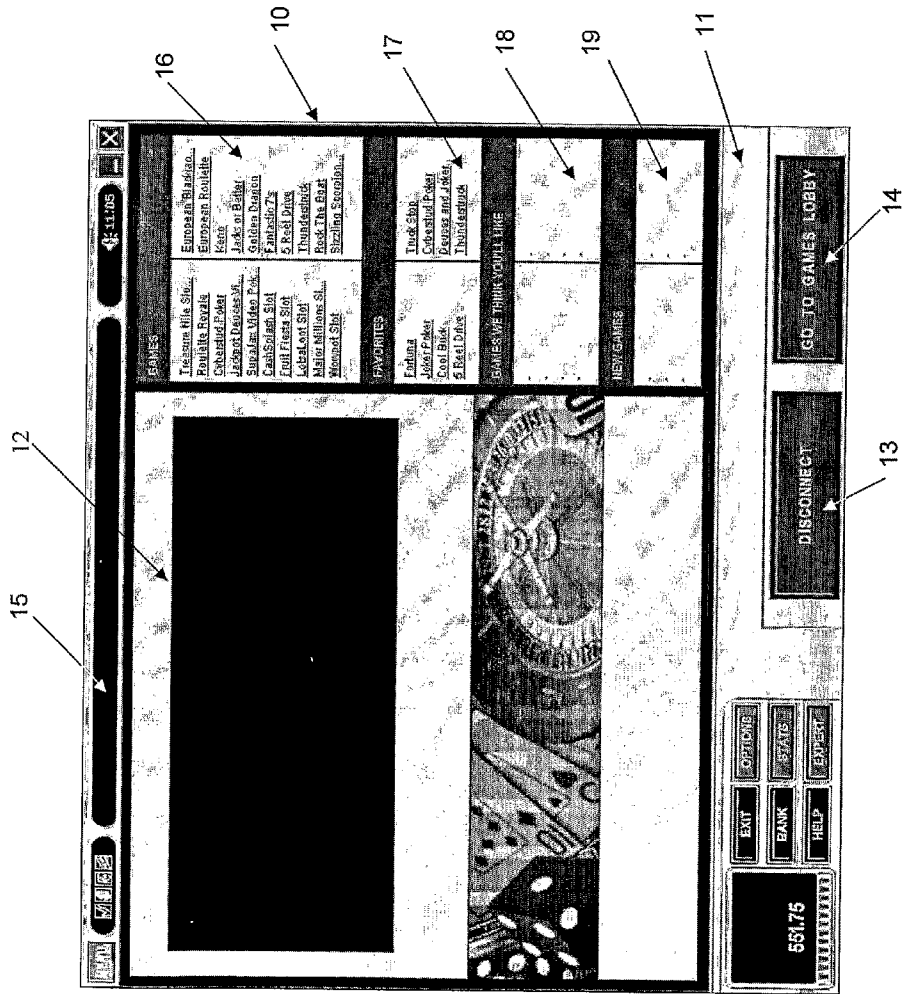 15
12
11:05
GAMES
Treasure Nile Slo...
Roulette Royale
Cyberstud Poker
Jackpot Deuces Wi...
SupaJax Video Pok...
CashSplash Slot
Fruit Fiesta Slot
LotsaLoot Slot
Major Millions Sl...
Wowpot Slot
European Blackjac...
European Roulette
Keno
Jacks or Better
Golden Dragon
Fantastic 7's
5 Reel Drive
Thunderstruck
Rock The Boat
Sizzling Scorpion...
FAVORITES
Fortuna
Joker Poker
Cool Buck
5 Reel Drive
Truck Stop
Cyberstud Poker
Deuces and Joker
Thunderstruck
GAMES WE THINK YOU'LL LIKE
NEW GAMES
16
10
17
18
19
11
551.75
EXIT
OPTIONS
BANK
STATS
HELP
EXPERT
DISCONNECT
GO TO GAMES LOBBY
13
14